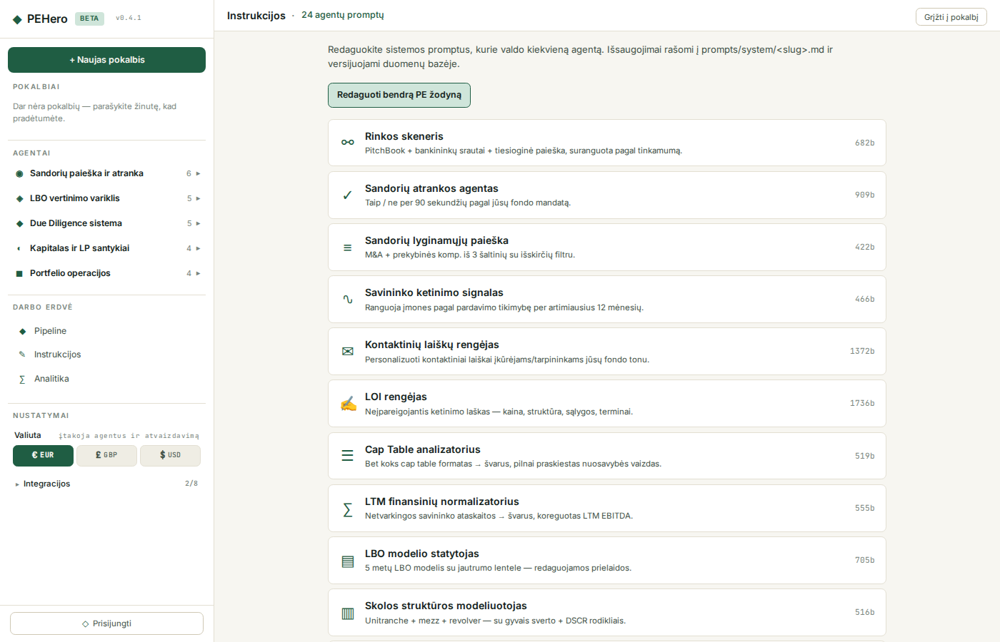 PEHero BETA v0.4.1
+ Naujas pokalbis
POKALBIAI
Dar nėra pokalbių — parašykite žinutę, kad
pradėtumėte.
AGENTAI
Sandorių paieška ir atranka 6
LBO vertinimo variklis 5
Due Diligence sistema 5
Kapitalas ir LP santykiai 4
Portfelio operacijos 4
DARBO ERDVĖ
Pipeline
Instrukcijos
Analitika
NUSTATYMAI
Valiuta įtakoja agentus ir atvaizdavimą
€ EUR £ GBP $ USD
Integracijos 2/8
Prisijungti
Instrukcijos · 24 agentų promptų
Grįžti į pokalbį
Redaguokite sistemos promptus, kurie valdo kiekvieną agentą. Išsaugojimai rašomi į prompts/system/<slug>.md ir
versijuojami duomenų bazėje.
Redaguoti bendrą PE žodyną
Rinkos skeneris
PitchBook + bankininkų srautai + tiesioginė paieška, suranguota pagal tinkamumą.
682b
Sandorių atrankos agentas
Taip / ne per 90 sekundžių pagal jūsų fondo mandatą.
909b
Sandorių lyginamųjų paieška
M&A + prekybinės komp. iš 3 šaltinių su išskirčių filtru.
422b
Savininko ketinimo signalas
Ranguoja įmones pagal pardavimo tikimybę per artimiausius 12 mėnesių.
466b
Kontaktinių laiškų rengėjas
Personalizuoti kontaktiniai laiškai įkūrėjams/tarpininkams jūsų fondo tonu.
1372b
LOI rengėjas
Neįpareigojantis ketinimo laškas — kaina, struktūra, sąlygos, terminai.
1736b
Cap Table analizatorius
Bet koks cap table formatas → švarus, pilnai praskiestas nuosavybės vaizdas.
519b
LTM finansinių normalizatorius
Netvarkingos savininko ataskaitos → švarus, koreguotas LTM EBITDA.
555b
LBO modelio statytojas
5 metų LBO modelis su jautrumo lentele — redaguojamos prielaidos.
705b
Skolos struktūros modeliuotojas
Unitranche + mezz + revolver — su gyvais sverto + DSCR rodikliais.
516b